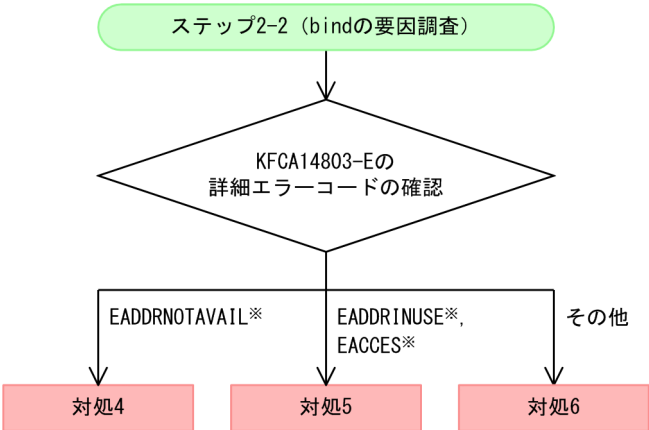 ステップ2-2（bindの要因調査）
KFCA14803-Eの
詳細エラーコードの確認
EADDRNOTAVAIL※
EADDRINUSE※,
EACCES※
その他
対処4
対処5
対処6